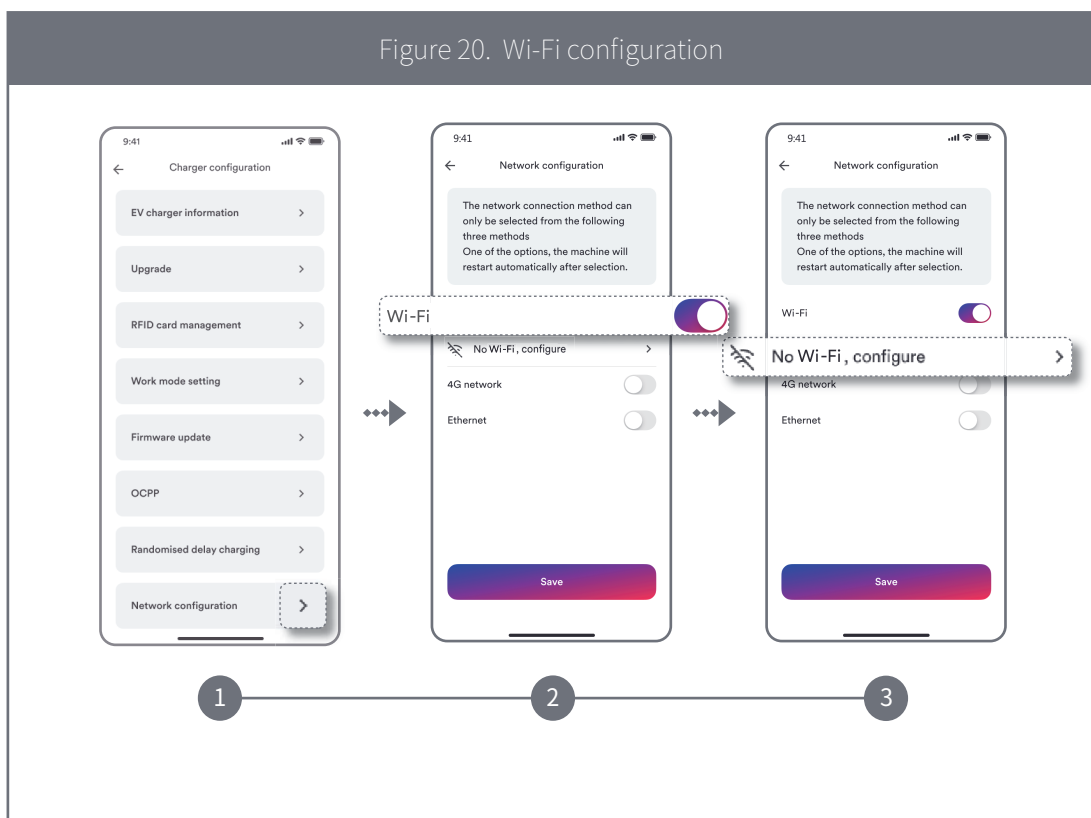 Figure 20. Wi-Fi configuration
9:41
Charger configuration
EV charger information
Upgrade
RFID card management
Work mode setting
Firmware update
OCPP
Randomised delay charging
Network configuration
1
9:41
Network configuration
The network connection method can
only be selected from the following
three methods
One of the options, the machine will
restart automatically after selection.
Wi-Fi
No Wi-Fi, configure
4G network
Ethernet
Save
2
9:41
Network configuration
The network connection method can
only be selected from the following
three methods
One of the options, the machine will
restart automatically after selection.
Wi-Fi
No Wi-Fi, configure
4G network
Ethernet
Save
3